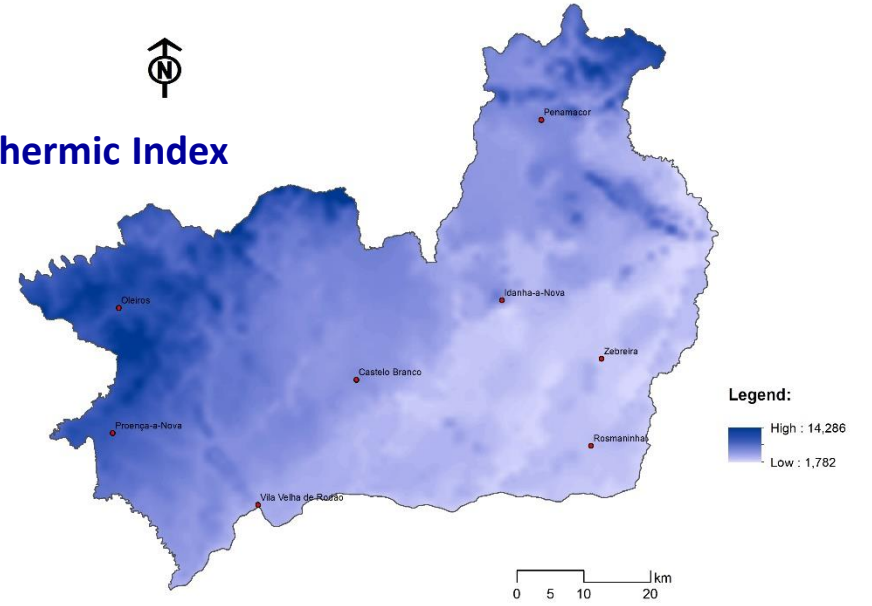 N
hermic Index
Penamacor
Oleiros
Idanha-a-Nova
Zebreira
Castelo Branco
Legend:
Proença-a-Nova
High : 14,286
Rosmaninhal
Low : 1,782
Vila Velha de Rodão
km
0 5 10 20